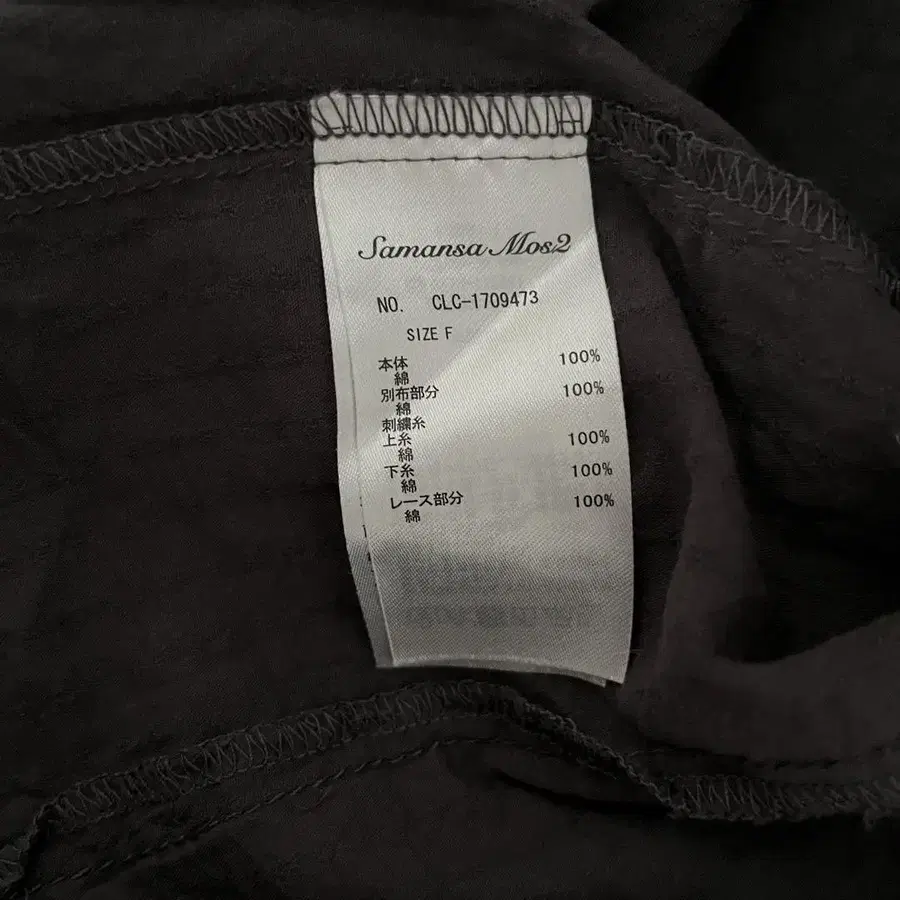 Samansa Mos2
NO. CLC-1709473
SIZE F
本体 100%
綿
別布部分 100%
綿
刺繍糸
上糸 100%
綿
下糸 100%
綿
レース部分 100%
綿